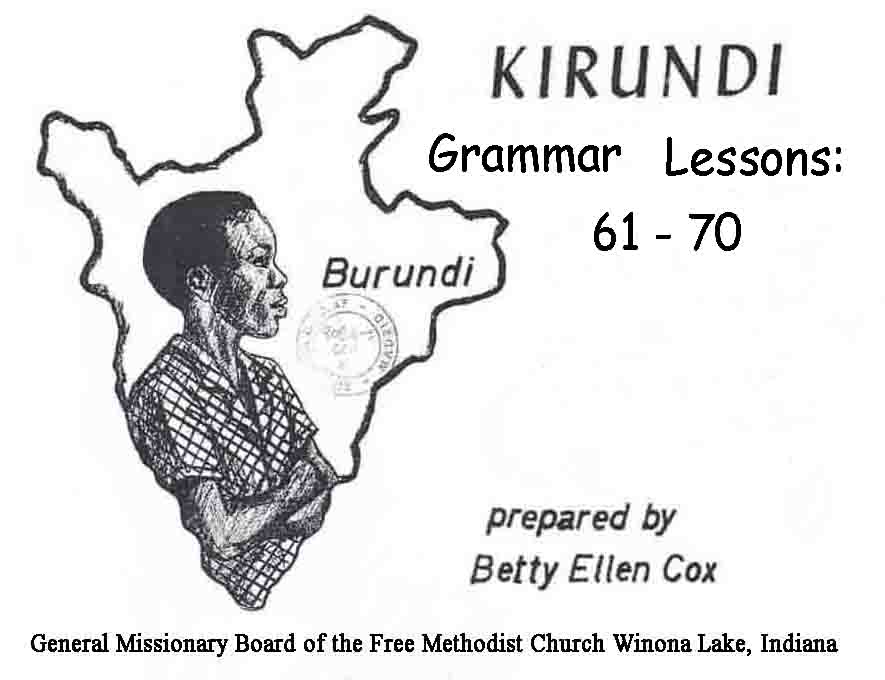 KIRUNDI
Grammar Lessons:
61 - 70
Burundi
prepared by
Betty Ellen Cox
General Missionary Board of the Free Methodist Church Winona Lake, Indiana